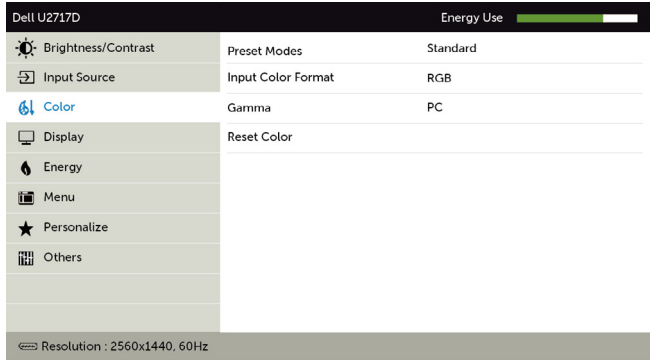 Dell U2717D Energy Use
Brightness/Contrast
Input Source
Color
Display
Energy
Menu
Personalize
Others
Preset Modes Standard
Input Color Format RGB
Gamma PC
Reset Color
Resolution : 2560x1440, 60Hz